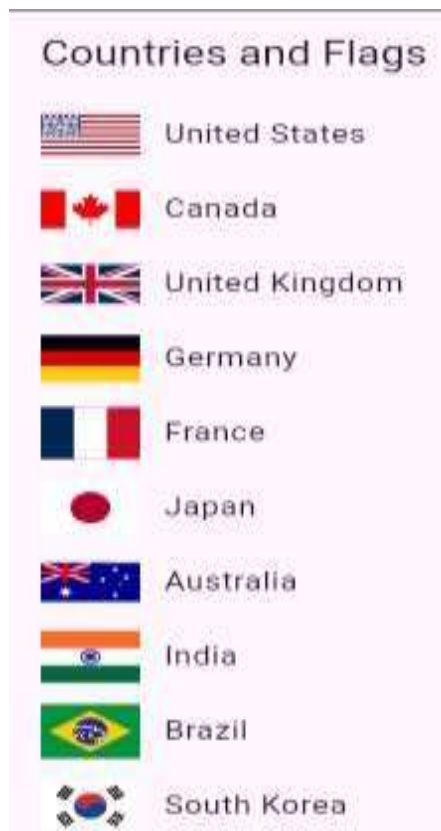 Countries and Flags
United States
Canada
United Kingdom
Germany
France
Japan
Australia
India
Brazil
South Korea